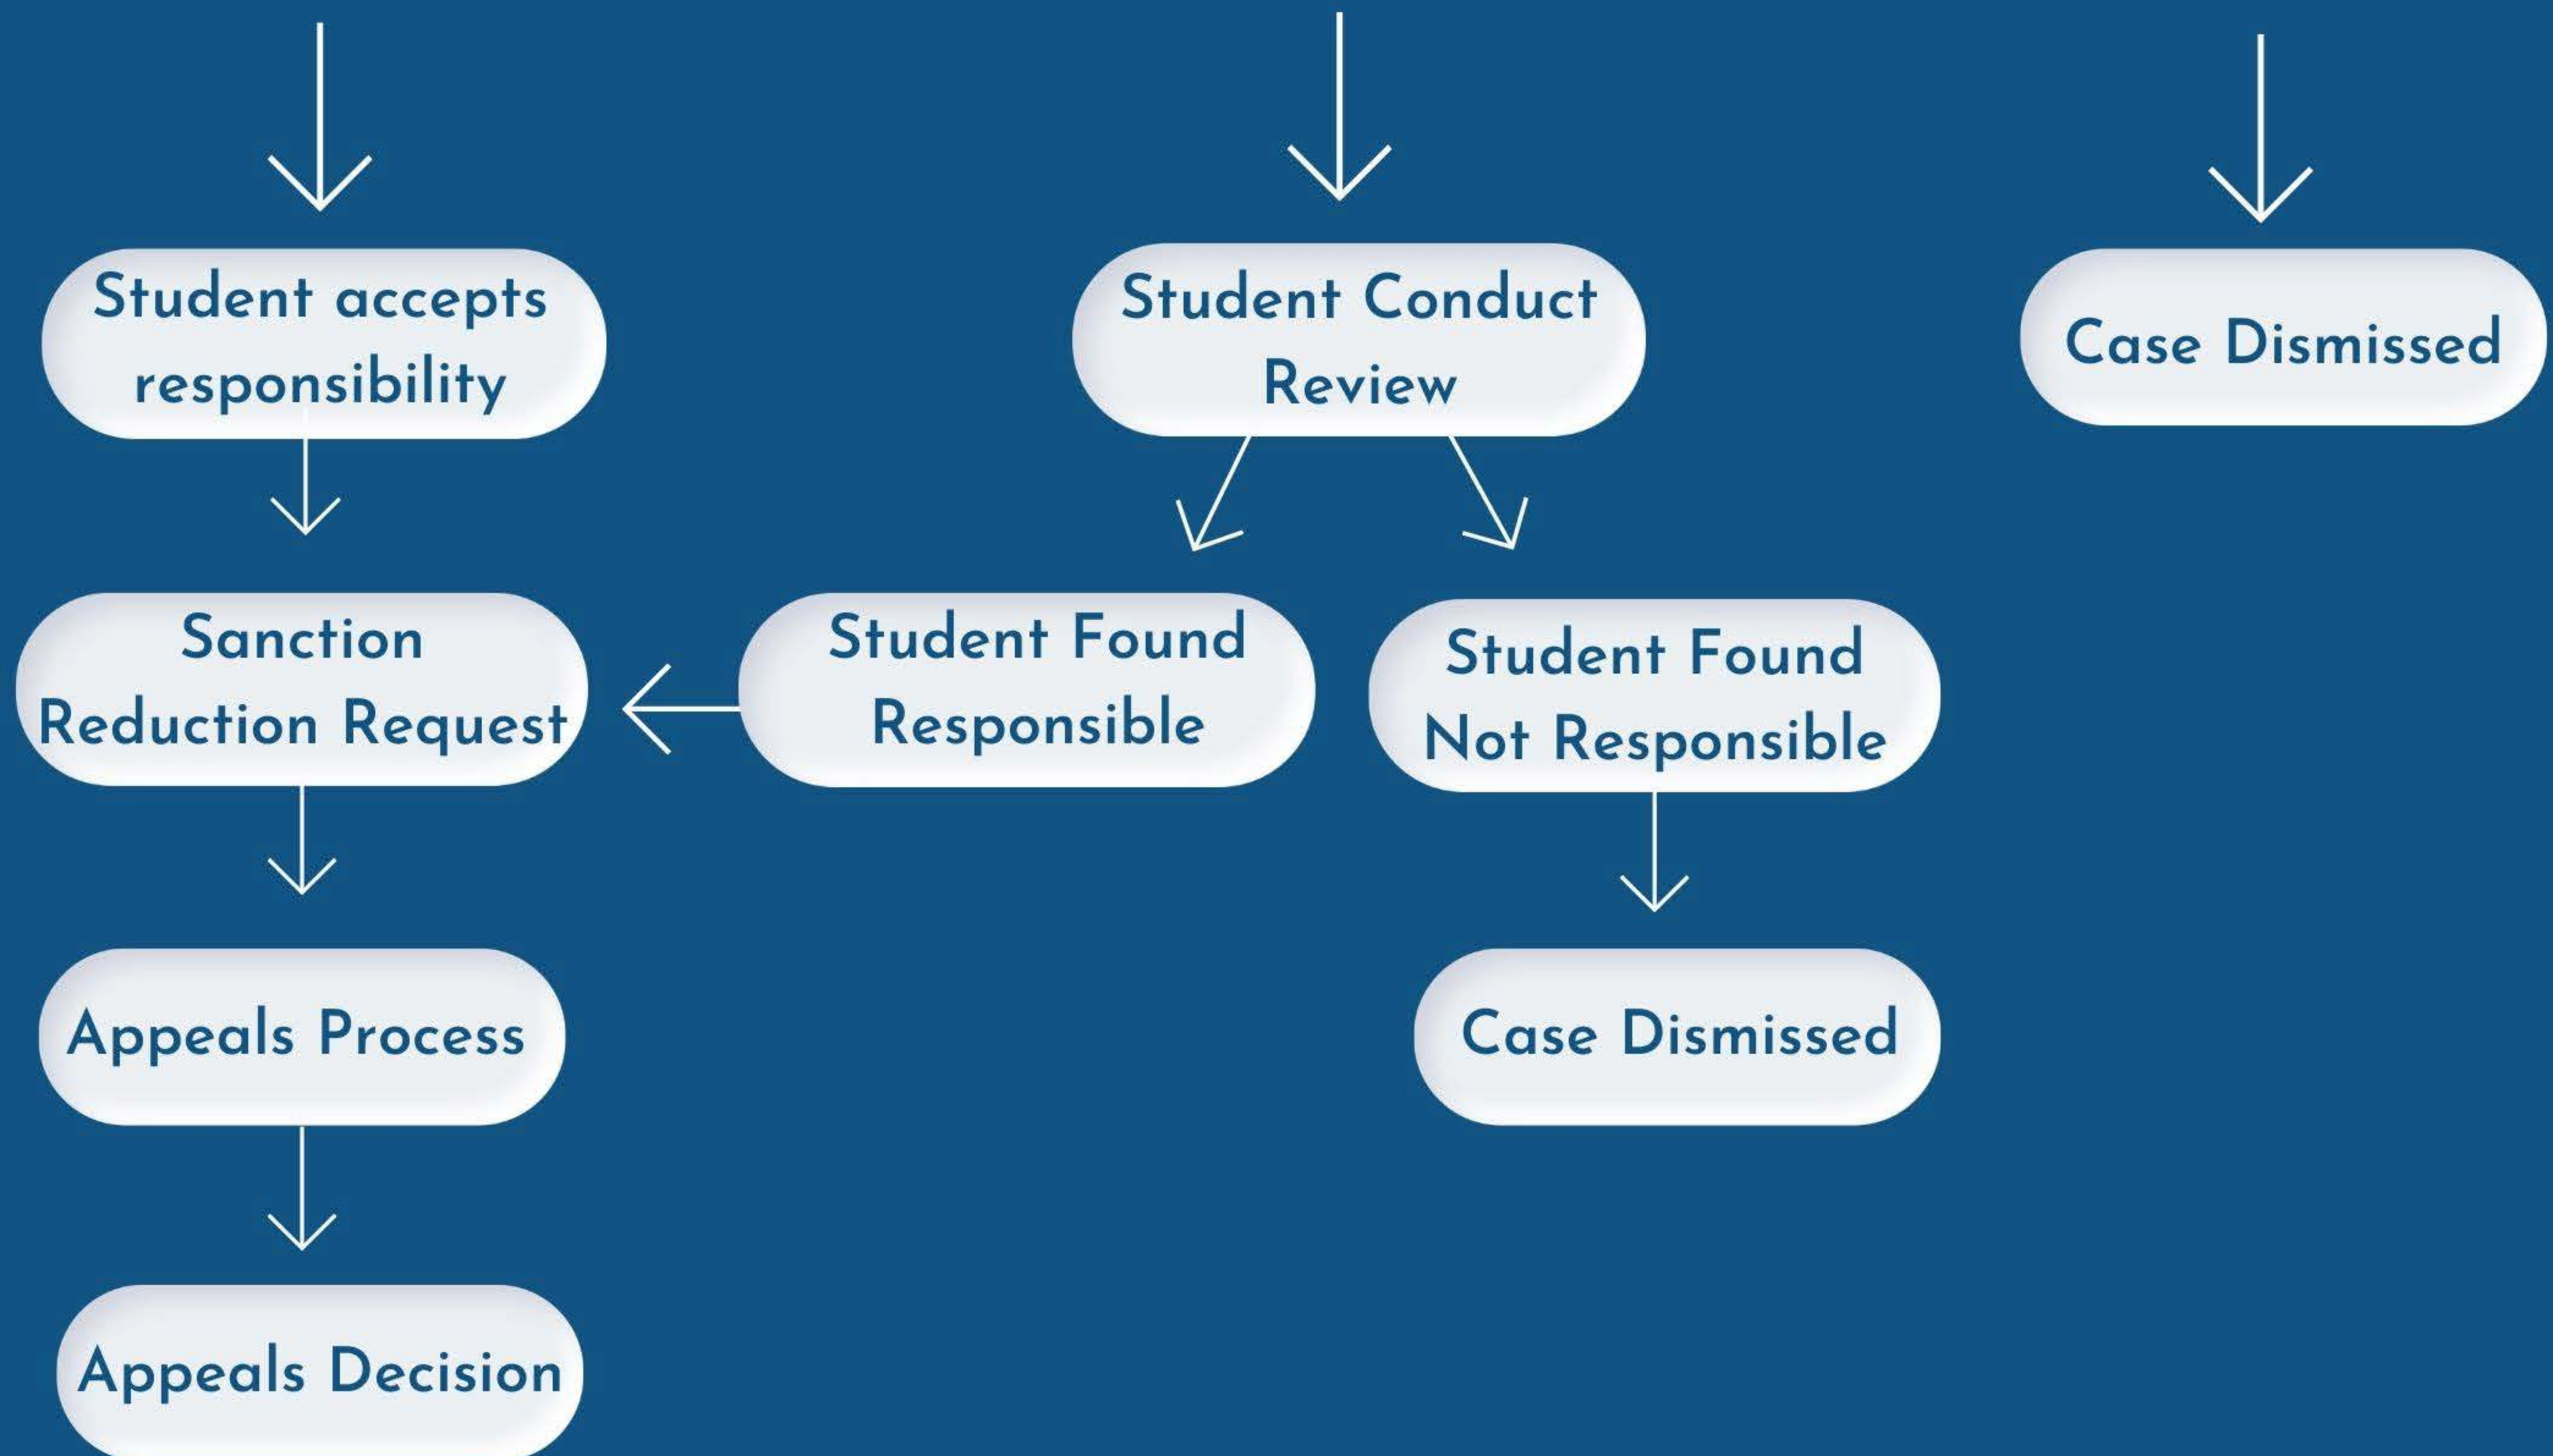 Student accepts
responsibility
Student Conduct
Review
Case Dismissed
Sanction
Reduction Request
Student Found
Responsible
Student Found
Not Responsible
Appeals Process
Case Dismissed
Appeals Decision